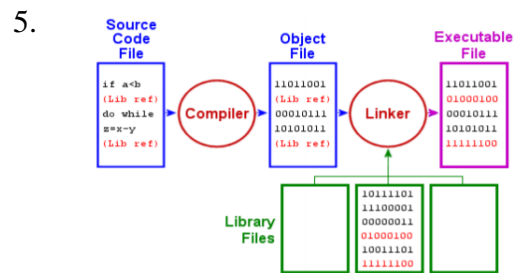 5.
Source
Code
File
if a<b
(Lib ref)
do while
z=x-y
(Lib ref)
Compiler
Object
File
11011001
(Lib ref)
00010111
10101011
(Lib ref)
Linker
Executable
File
11011001
01000100
00010111
10101011
11111100
Library
Files
10111101
11100001
00000011
01000100
10011101
11111100